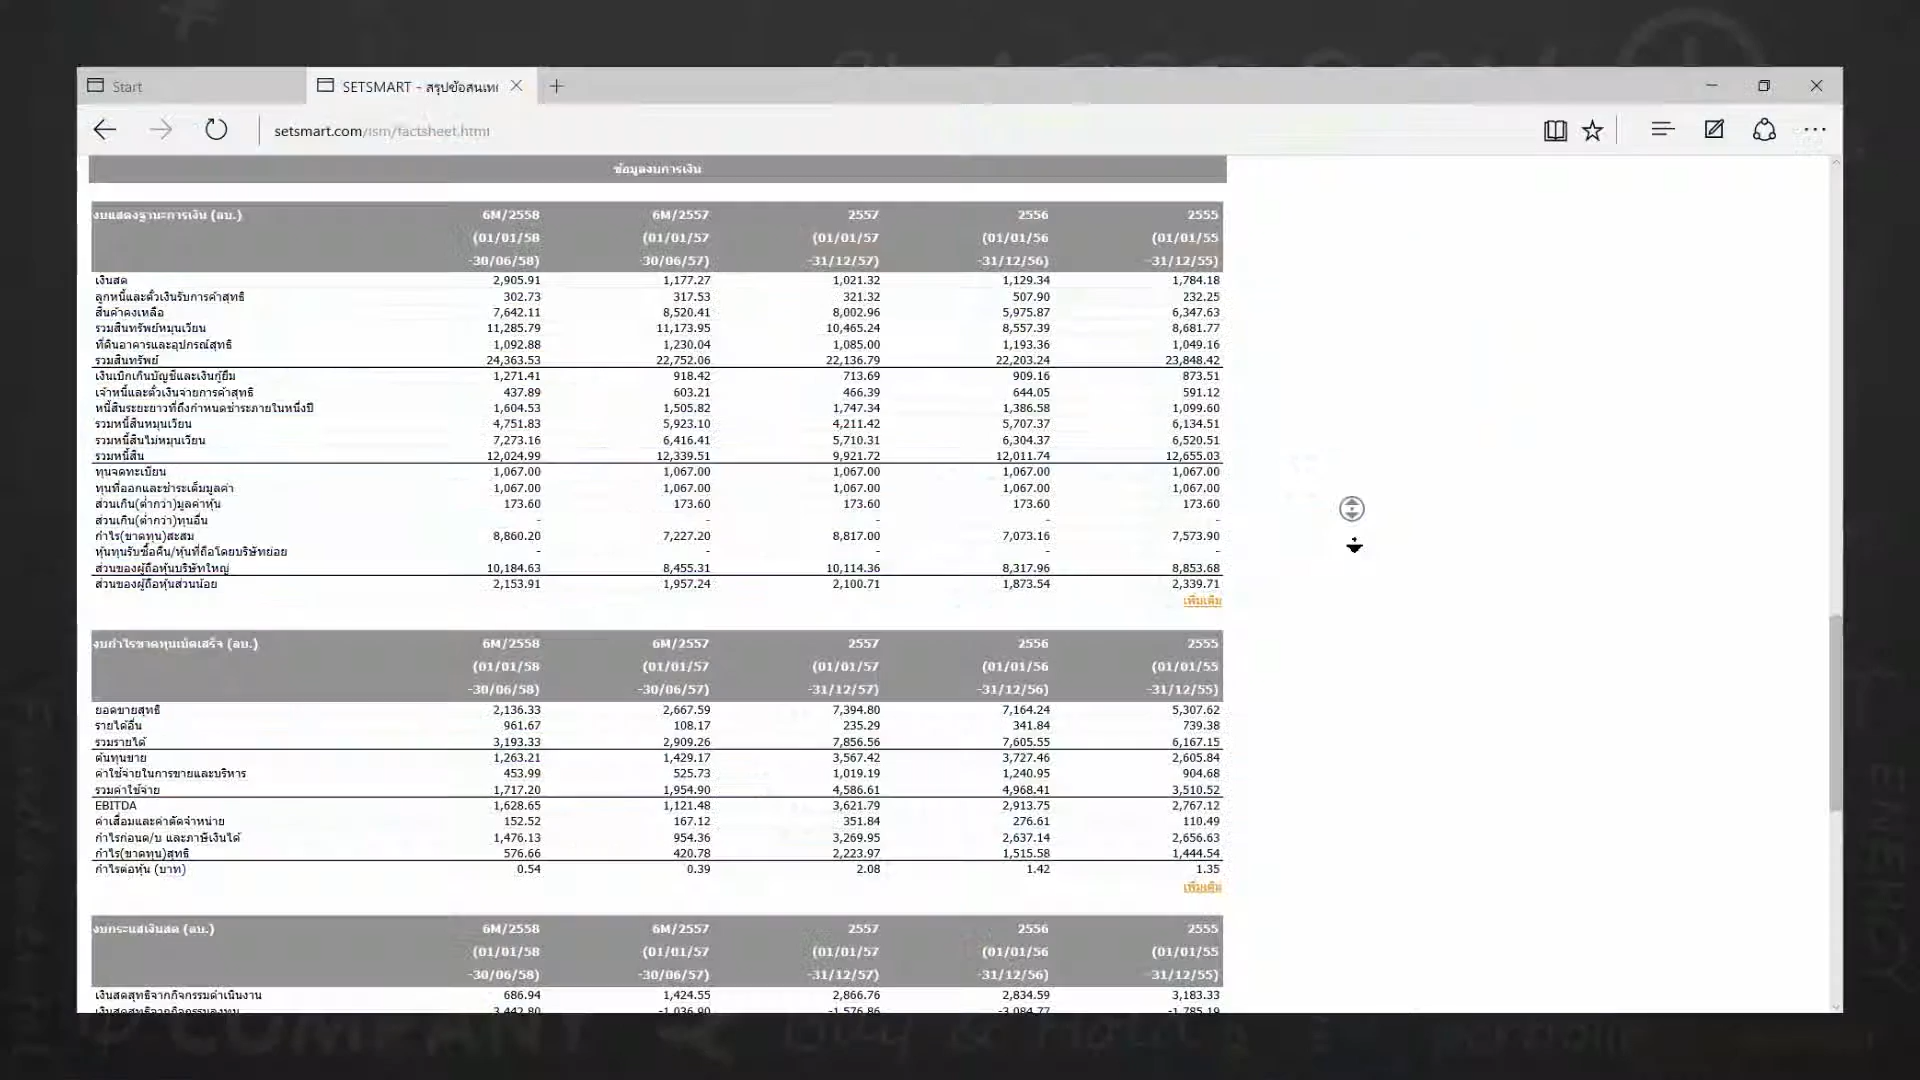 Start
SETSMART - สรุปข้อสนเทศ
setsmart.com/ism/factsheet.html
ข้อมูลงบการเงิน
งบแสดงฐานะการเงิน (ลบ.) 6M/2558 6M/2557 2557 2556 2555
(01/01/58 (01/01/57 (01/01/57 (01/01/56 (01/01/55
-30/06/58) -30/06/57) -31/12/57) -31/12/56) -31/12/55)
เงินสด 2,905.91 1,177.27 1,021.32 1,129.34 1,784.18
ลูกหนี้และตั๋วเงินรับการค้าสุทธิ 302.73 317.53 321.32 507.90 232.25
สินค้าคงเหลือ 7,642.11 8,520.41 8,002.96 5,975.87 6,347.63
รวมสินทรัพย์หมุนเวียน 11,285.79 11,173.95 10,465.24 8,557.39 8,681.77
ที่ดินอาคารและอุปกรณ์สุทธิ 1,092.88 1,230.04 1,085.00 1,193.36 1,049.16
รวมสินทรัพย์ 24,363.53 22,752.06 22,136.79 22,203.24 23,848.42
เงินเบิกเกินบัญชีและเงินกู้ยืม 1,271.41 918.42 713.69 909.16 873.51
เจ้าหนี้และตั๋วเงินจ่ายการค้าสุทธิ 437.89 603.21 466.39 644.05 591.12
หนี้สินระยะยาวที่ถึงกำหนดชำระภายในหนึ่งปี 1,604.53 1,505.82 1,747.34 1,386.58 1,099.60
รวมหนี้สินหมุนเวียน 4,751.83 5,923.10 4,211.42 5,707.37 6,134.51
รวมหนี้สินไม่หมุนเวียน 7,273.16 6,416.41 5,710.31 6,304.37 6,520.51
รวมหนี้สิน 12,024.99 12,339.51 9,921.72 12,011.74 12,655.03
ทุนจดทะเบียน 1,067.00 1,067.00 1,067.00 1,067.00 1,067.00
ทุนที่ออกและชำระเต็มมูลค่า 1,067.00 1,067.00 1,067.00 1,067.00 1,067.00
ส่วนเกิน(ต่ำกว่า)มูลค่าหุ้น 173.60 173.60 173.60 173.60 173.60
ส่วนเกิน(ต่ำกว่า)ทุนอื่น - - - - -
กำไร(ขาดทุน)สะสม 8,860.20 7,227.20 8,817.00 7,073.16 7,573.90
หุ้นทุนรับซื้อคืน/หุ้นที่ถือโดยบริษัทย่อย - - - - -
ส่วนของผู้ถือหุ้นบริษัทใหญ่ 10,184.63 8,455.31 10,114.36 8,317.96 8,853.68
ส่วนของผู้ถือหุ้นส่วนน้อย 2,153.91 1,957.24 2,100.71 1,873.54 2,339.71
เพิ่มเติม
งบกำไรขาดทุนเบ็ดเสร็จ (ลบ.) 6M/2558 6M/2557 2557 2556 2555
(01/01/58 (01/01/57 (01/01/57 (01/01/56 (01/01/55
-30/06/58) -30/06/57) -31/12/57) -31/12/56) -31/12/55)
ยอดขายสุทธิ 2,136.33 2,667.59 7,394.80 7,164.24 5,307.62
รายได้อื่น 961.67 108.17 235.29 341.84 739.38
รวมรายได้ 3,193.33 2,909.26 7,856.56 7,605.55 6,167.15
ต้นทุนขาย 1,263.21 1,429.17 3,567.42 3,727.46 2,605.84
ค่าใช้จ่ายในการขายและบริหาร 453.99 525.73 1,019.19 1,240.95 904.68
รวมค่าใช้จ่าย 1,717.20 1,954.90 4,586.61 4,968.41 3,510.52
EBITDA 1,628.65 1,121.48 3,621.79 2,913.75 2,767.12
ค่าเสื่อมและค่าตัดจำหน่าย 152.52 167.12 351.84 276.61 110.49
กำไรก่อนด/บ และภาษีเงินได้ 1,476.13 954.36 3,269.95 2,637.14 2,656.63
กำไร(ขาดทุน)สุทธิ 576.66 420.78 2,223.97 1,515.58 1,444.54
กำไรต่อหุ้น (บาท) 0.54 0.39 2.08 1.42 1.35
เพิ่มเติม
งบกระแสเงินสด (ลบ.) 6M/2558 6M/2557 2557 2556 2555
(01/01/58 (01/01/57 (01/01/57 (01/01/56 (01/01/55
-30/06/58) -30/06/57) -31/12/57) -31/12/56) -31/12/55)
เงินสดสุทธิจากกิจกรรมดำเนินงาน 686.94 1,424.55 2,866.76 2,834.59 3,183.33
เงินสดสุทธิจากกิจกรรมลงทุน 3,442.80 -1,036.90 -1,576.86 -3,084.77 -1,785.19
COMPANY
ENERGY